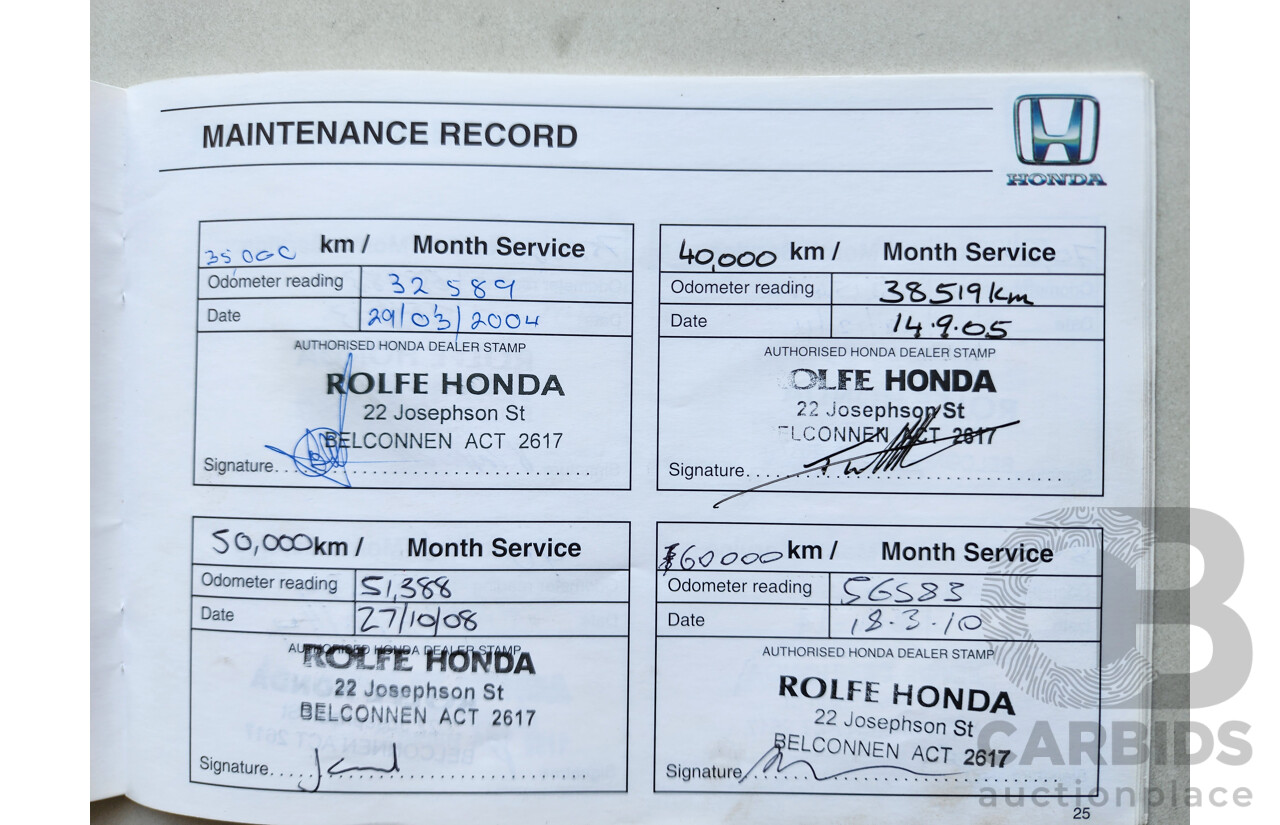 MAINTENANCE RECORD
HONDA
35000 km / Month Service
Odometer reading 32589
Date 29/03/2004
AUTHORISED HONDA DEALER STAMP
ROLFE HONDA
22 Josephson St
BELCONNEN ACT 2617
Signature
40,000 km / Month Service
Odometer reading 38519km
Date 14.9.05
AUTHORISED HONDA DEALER STAMP
OLFE HONDA
22 Josephson St
ELCONNEN ACT 2617
Signature
50,000 km / Month Service
Odometer reading 51,388
Date 27/10/08
AUTHORISED HONDA DEALER STAMP
ROLFE HONDA
22 Josephson St
BELCONNEN ACT 2617
Signature
60000 km / Month Service
Odometer reading 56583
Date 18.3.10
AUTHORISED HONDA DEALER STAMP
ROLFE HONDA
22 Josephson St
BELCONNEN ACT 2617
Signature
25
CARBIDS
auctionplace